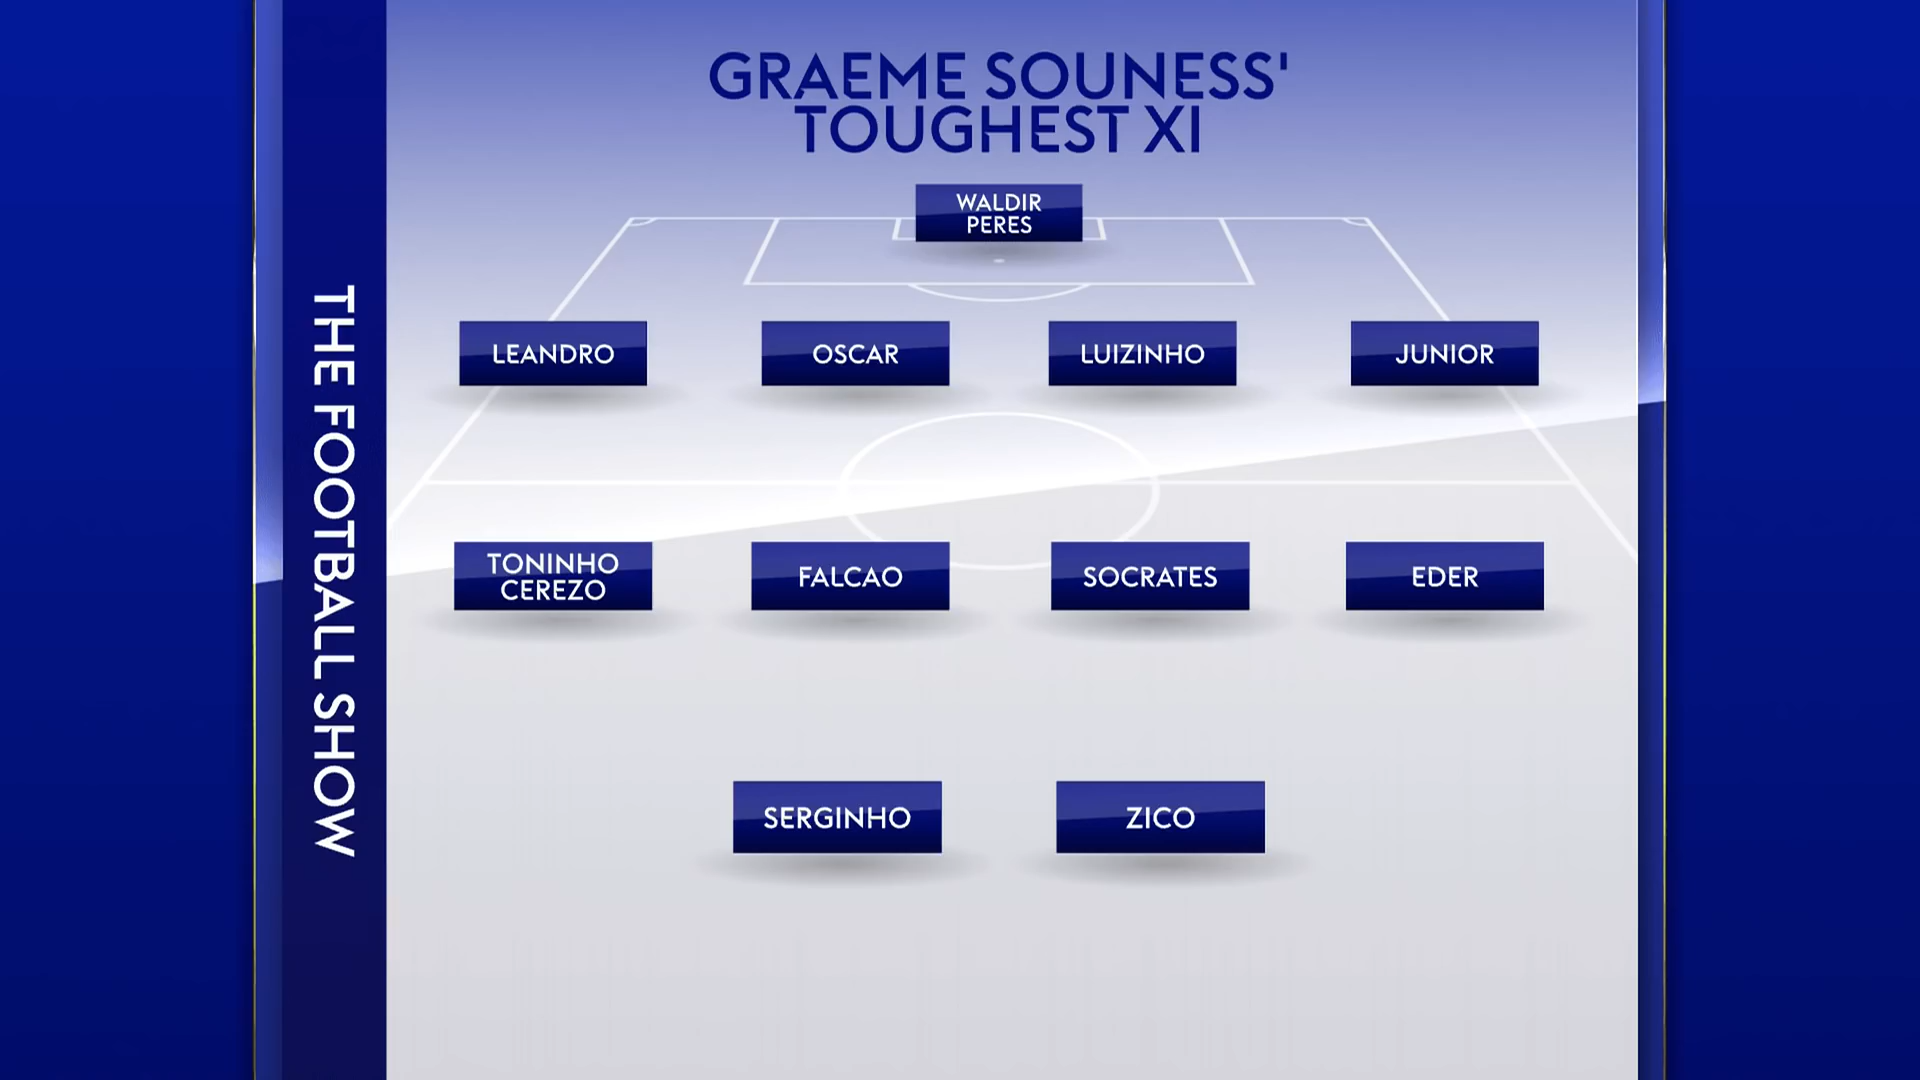 GRAEME SOUNESS'
TOUGHEST XI
WALDIR
PERES
LEANDRO
OSCAR
LUIZINHO
JUNIOR
TONINHO
CEREZO
FALCAO
SOCRATES
EDER
SERGINHO
ZICO
THE FOOTBALL SHOW